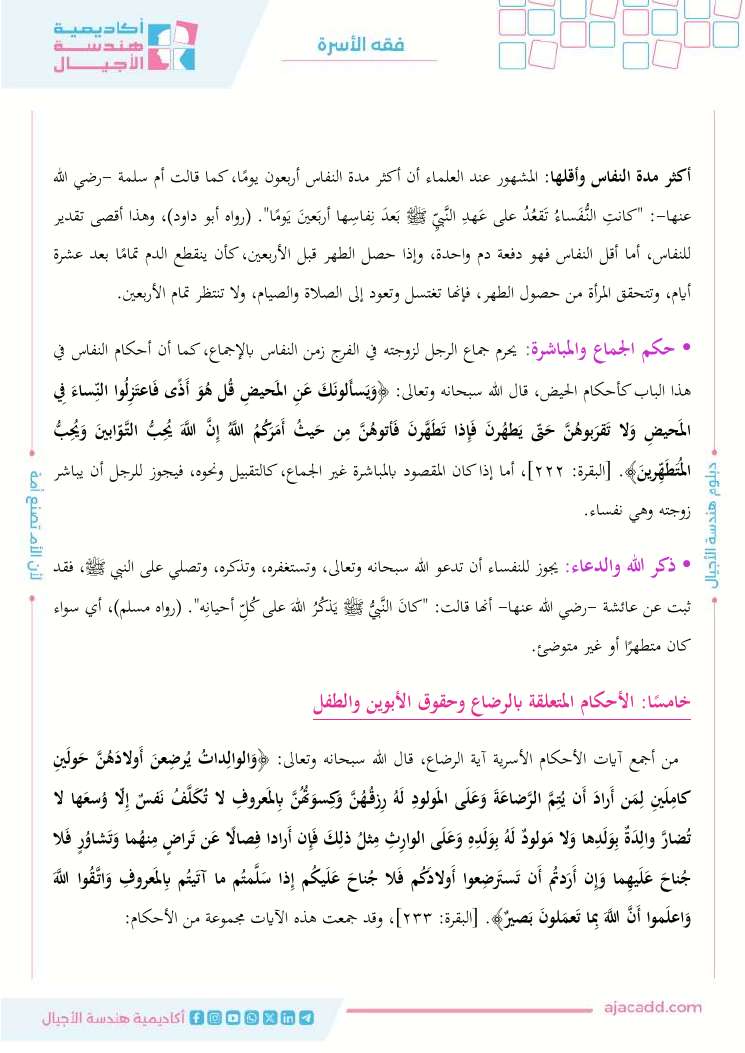 أكاديمية
هندسة
الأجيال
فقه الأسرة
أكثر مدة النفاس وأقلها: المشهور عند العلماء أن أكثر مدة النفاس أربعون يومًا، كما قالت أم سلمة -رضي الله
عنها-: "كانتِ النُّفَساءُ تَقعُدُ على عَهدِ النَّبيِّ ﷺ بَعدَ نِفاسِها أربَعينَ يَومًا". (رواه أبو داود)، وهذا أقصى تقدير
للنفاس، أما أقل النفاس فهو دفعة دم واحدة، وإذا حصل الطهر قبل الأربعين، كأن ينقطع الدم تمامًا بعد عشرة
أيام، وتتحقق المرأة من حصول الطهر، فإنها تغتسل وتعود إلى الصلاة والصيام، ولا تنتظر تمام الأربعين.
• حكم الجماع والمباشرة: يحرم جماع الرجل لزوجته في الفرج زمن النفاس بالإجماع، كما أن أحكام النفاس في
هذا الباب كأحكام الحيض، قال الله سبحانه وتعالى: ﴿وَيَسأَلونَكَ عَنِ المَحيضِ قُل هُوَ أَذًى فَاعتَزِلُوا النِّساءَ فِي
المَحيضِ وَلا تَقرَبوهُنَّ حَتّى يَطهُرنَ فَإِذا تَطَهَّرنَ فَأتوهُنَّ مِن حَيثُ أَمَرَكُمُ اللَّهُ إِنَّ اللَّهَ يُحِبُّ التَّوّابينَ وَيُحِبُّ
المُتَطَهِّرينَ﴾. [البقرة: ٢٢٢]، أما إذا كان المقصود بالمباشرة غير الجماع، كالتقبيل ونحوه، فيجوز للرجل أن يباشر
زوجته وهي نفساء.
• ذكر الله والدعاء: يجوز للنفساء أن تدعو الله سبحانه وتعالى، وتستغفره، وتذكره، وتصلي على النبي ﷺ، فقد
ثبت عن عائشة -رضي الله عنها- أنها قالت: "كانَ النَّبيُّ ﷺ يَذكُرُ اللهَ على كُلِّ أحيانِه". (رواه مسلم)، أي سواء
كان متطهرًا أو غير متوضئ.
خامسًا: الأحكام المتعلقة بالرضاع وحقوق الأبوين والطفل
من أجمع آيات الأحكام الأسرية آية الرضاع، قال الله سبحانه وتعالى: ﴿وَالوالِداتُ يُرضِعنَ أَولادَهُنَّ حَولَينِ
كامِلَينِ لِمَن أَرادَ أَن يُتِمَّ الرَّضاعَةَ وَعَلَى المَولودِ لَهُ رِزقُهُنَّ وَكِسوَتُهُنَّ بِالمَعروفِ لا تُكَلَّفُ نَفسٌ إِلّا وُسعَها لا
تُضارَّ والِدَةٌ بِوَلَدِها وَلا مَولودٌ لَهُ بِوَلَدِهِ وَعَلَى الوارِثِ مِثلُ ذلِكَ فَإِن أَرادا فِصالًا عَن تَراضٍ مِنهُما وَتَشاوُرٍ فَلا
جُناحَ عَلَيهِما وَإِن أَرَدتُم أَن تَستَرضِعوا أَولادَكُم فَلا جُناحَ عَلَيكُم إِذا سَلَّمتُم ما آتَيتُم بِالمَعروفِ وَاتَّقُوا اللَّهَ
وَاعلَموا أَنَّ اللَّهَ بِما تَعمَلونَ بَصيرٌ﴾. [البقرة: ٢٣٣]، وقد جمعت هذه الآيات مجموعة من الأحكام:
دبلوم هندسة الأجيال
لأن الأم تصنع أمة
أكاديمية هندسة الأجيال
ajacadd.com